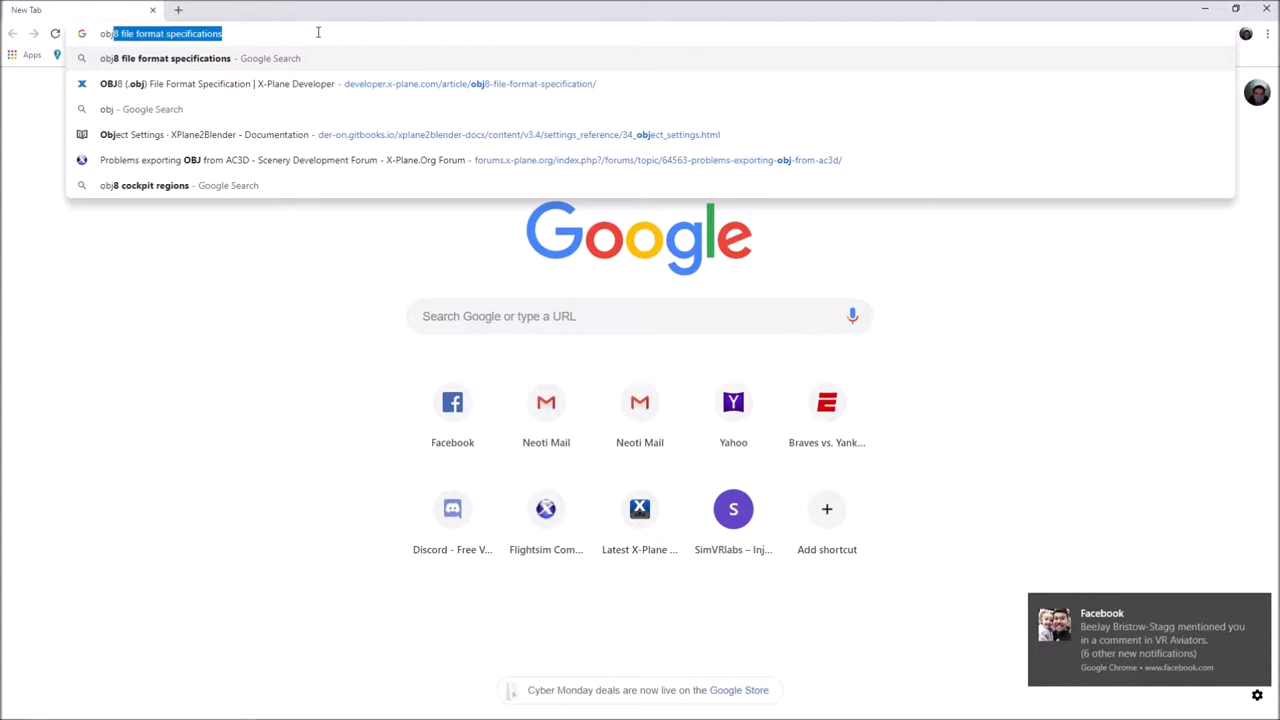 New Tab
obj8 file format specifications
Apps
obj8 file format specifications - Google Search
OBJ8 (.obj) File Format Specification | X-Plane Developer - developer.x-plane.com/article/obj8-file-format-specification/
obj - Google Search
Object Settings · XPlane2Blender - Documentation - der-on.gitbooks.io/xplane2blender-docs/content/v3.4/settings_reference/34_object_settings.html
Problems exporting OBJ from AC3D - Scenery Development Forum - X-Plane.Org Forum - forums.x-plane.org/index.php?/forums/topic/64563-problems-exporting-obj-from-ac3d/
obj8 cockpit regions - Google Search
Google
Search Google or type a URL
Facebook
Neoti Mail
Neoti Mail
Yahoo
Braves vs. Yank...
Discord - Free V...
Flightsim Com...
Latest X-Plane ...
S
SimVRlabs – Inj...
Add shortcut
Facebook
BeeJay Bristow-Stagg mentioned you
in a comment in VR Aviators.
(6 other new notifications)
Google Chrome • www.facebook.com
Cyber Monday deals are now live on the Google Store